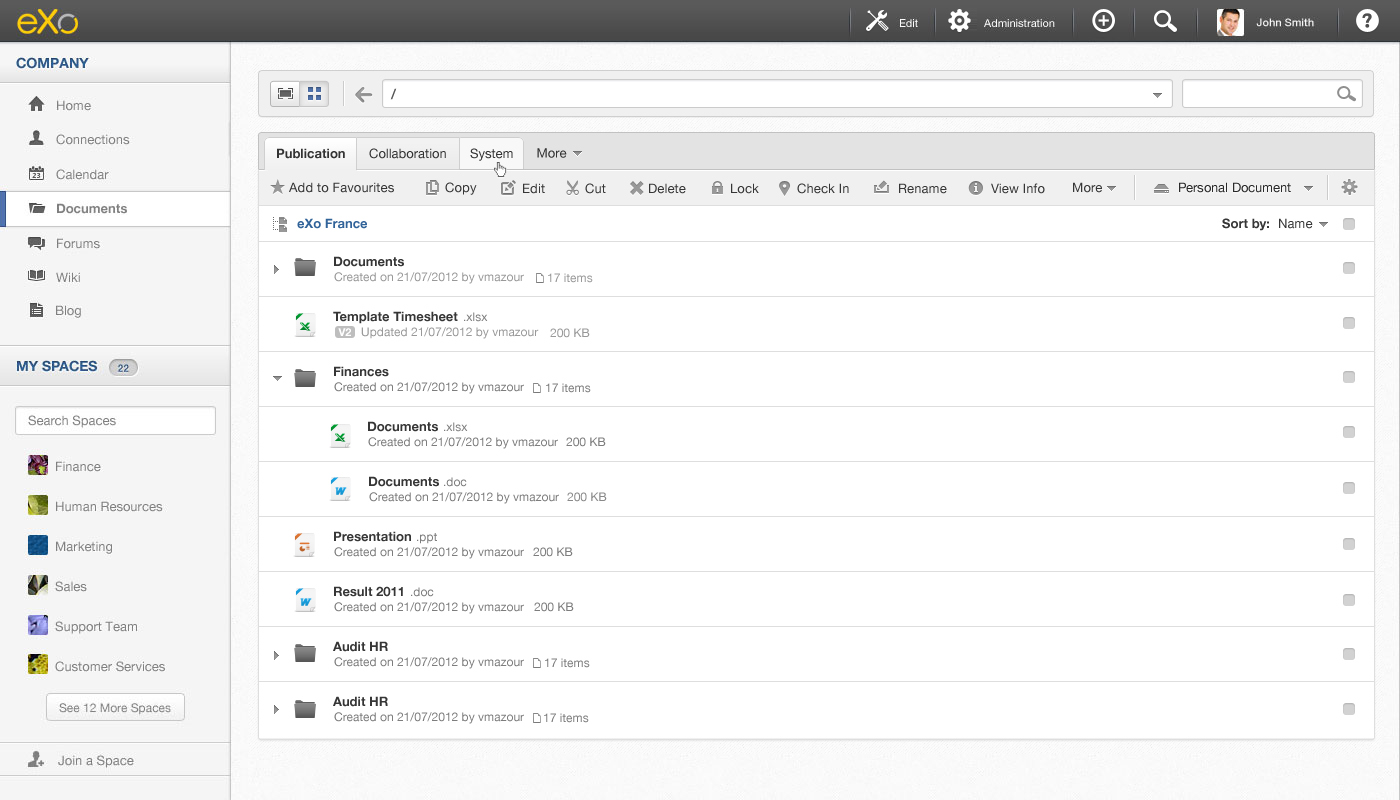 eXo
Edit
Administration
John Smith
?
COMPANY
Home
Connections
23
Calendar
Documents
Forums
Wiki
Blog
MY SPACES 22
Search Spaces
Finance
Human Resources
Marketing
Sales
Support Team
Customer Services
See 12 More Spaces
Join a Space
/
Publication Collaboration System More
Add to Favourites Copy Edit Cut Delete Lock Check In Rename View Info More Personal Document
eXo France Sort by: Name
Documents
Created on 21/07/2012 by vmazour 17 items
Template Timesheet .xlsx
V2 Updated 21/07/2012 by vmazour 200 KB
Finances
Created on 21/07/2012 by vmazour 17 items
Documents .xlsx
Created on 21/07/2012 by vmazour 200 KB
Documents .doc
Created on 21/07/2012 by vmazour 200 KB
Presentation .ppt
Created on 21/07/2012 by vmazour 200 KB
Result 2011 .doc
Created on 21/07/2012 by vmazour 200 KB
Audit HR
Created on 21/07/2012 by vmazour 17 items
Audit HR
Created on 21/07/2012 by vmazour 17 items